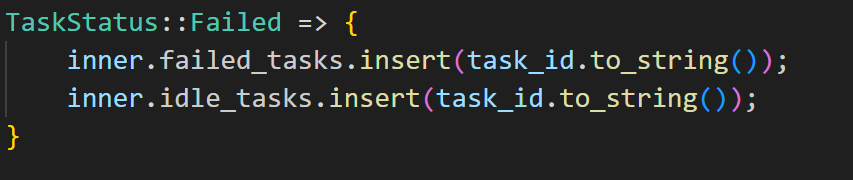 TaskStatus::Failed => {
    inner.failed_tasks.insert(task_id.to_string());
    inner.idle_tasks.insert(task_id.to_string());
}